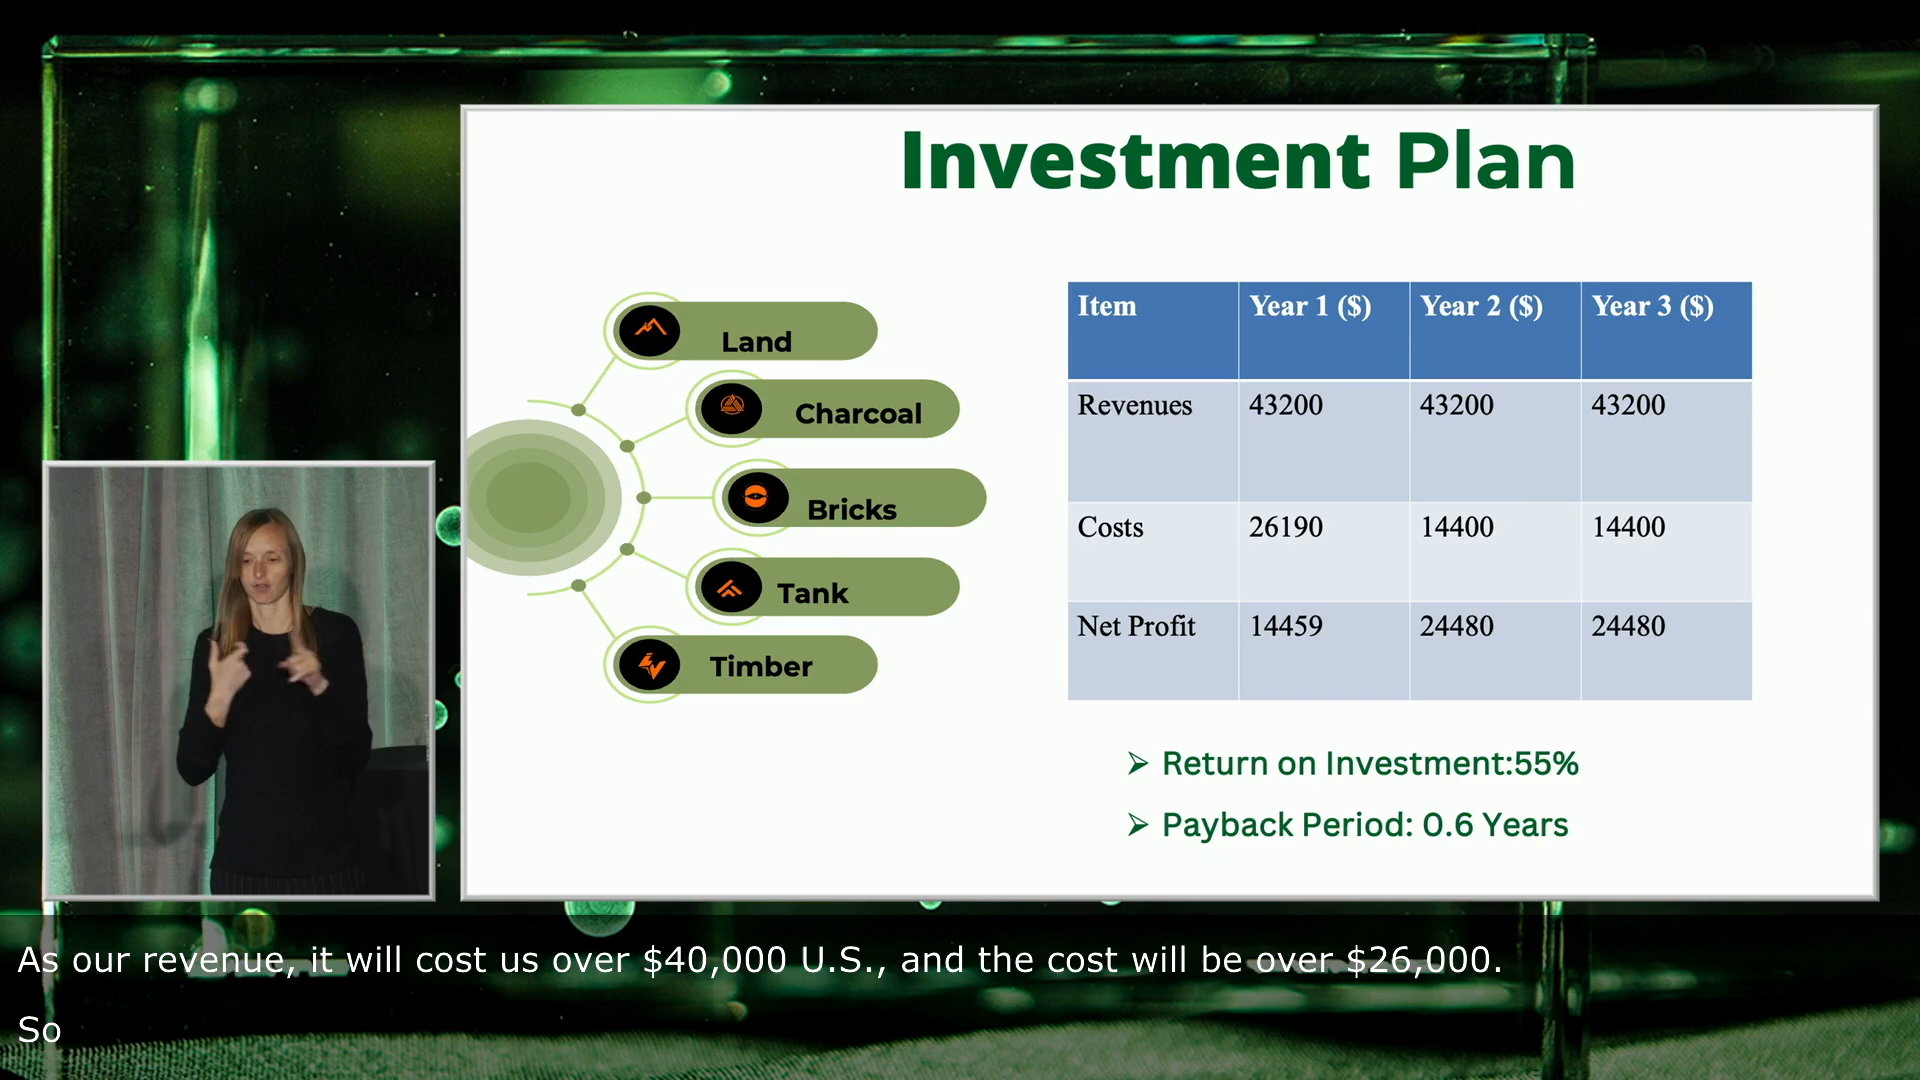 Investment Plan
Land
Charcoal
Bricks
Tank
Timber
Item Year 1 ($) Year 2 ($) Year 3 ($)
Revenues 43200 43200 43200
Costs 26190 14400 14400
Net Profit 14459 24480 24480
Return on Investment:55%
Payback Period: 0.6 Years
As our revenue, it will cost us over $40,000 U.S., and the cost will be over $26,000.
So